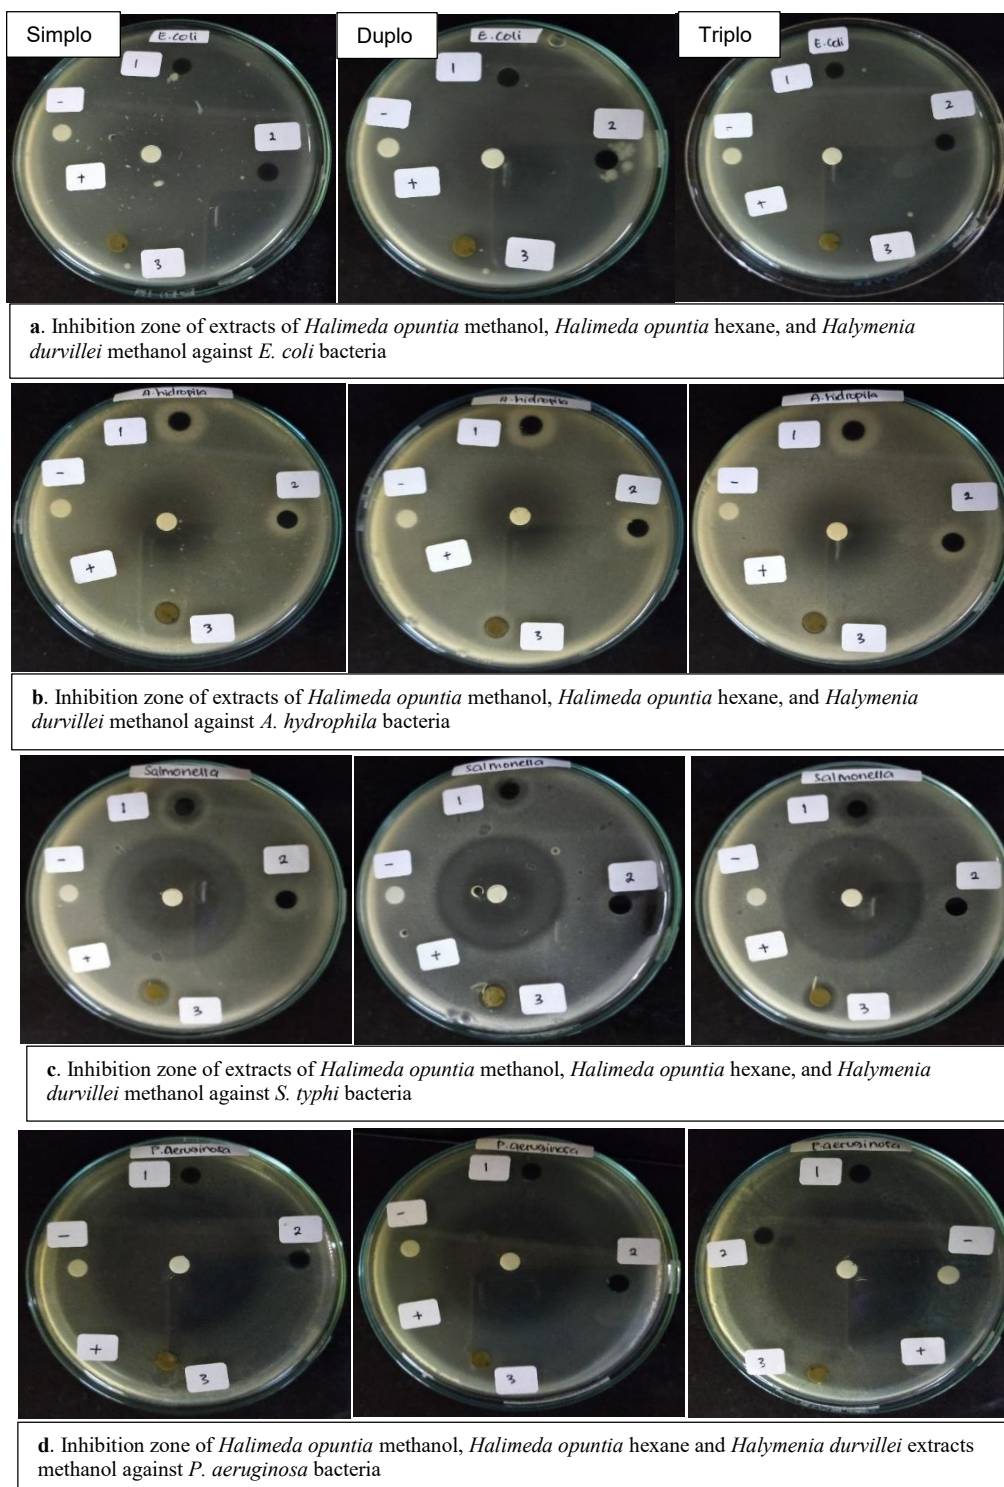 Simplo
Duplo
Triplo
E.coli
1
-
2
+
3
E.coli
1
-
2
+
3
E.coli
1
-
2
+
3
a. Inhibition zone of extracts of Halimeda opuntia methanol, Halimeda opuntia hexane, and Halymenia
durvillei methanol against E. coli bacteria
A.hidropila
1
-
2
+
3
A.hidropila
1
-
2
+
3
A.hidropila
1
-
2
+
3
b. Inhibition zone of extracts of Halimeda opuntia methanol, Halimeda opuntia hexane, and Halymenia
durvillei methanol against A. hydrophila bacteria
Salmonella
1
-
2
+
3
Salmonella
1
-
2
+
3
Salmonella
1
-
2
+
3
c. Inhibition zone of extracts of Halimeda opuntia methanol, Halimeda opuntia hexane, and Halymenia
durvillei methanol against S. typhi bacteria
P.Aeruginosa
1
-
2
+
3
P.aeruginosa
1
-
2
+
3
P.aeruginosa
1
2
-
3
+
d. Inhibition zone of Halimeda opuntia methanol, Halimeda opuntia hexane and Halymenia durvillei extracts
methanol against P. aeruginosa bacteria